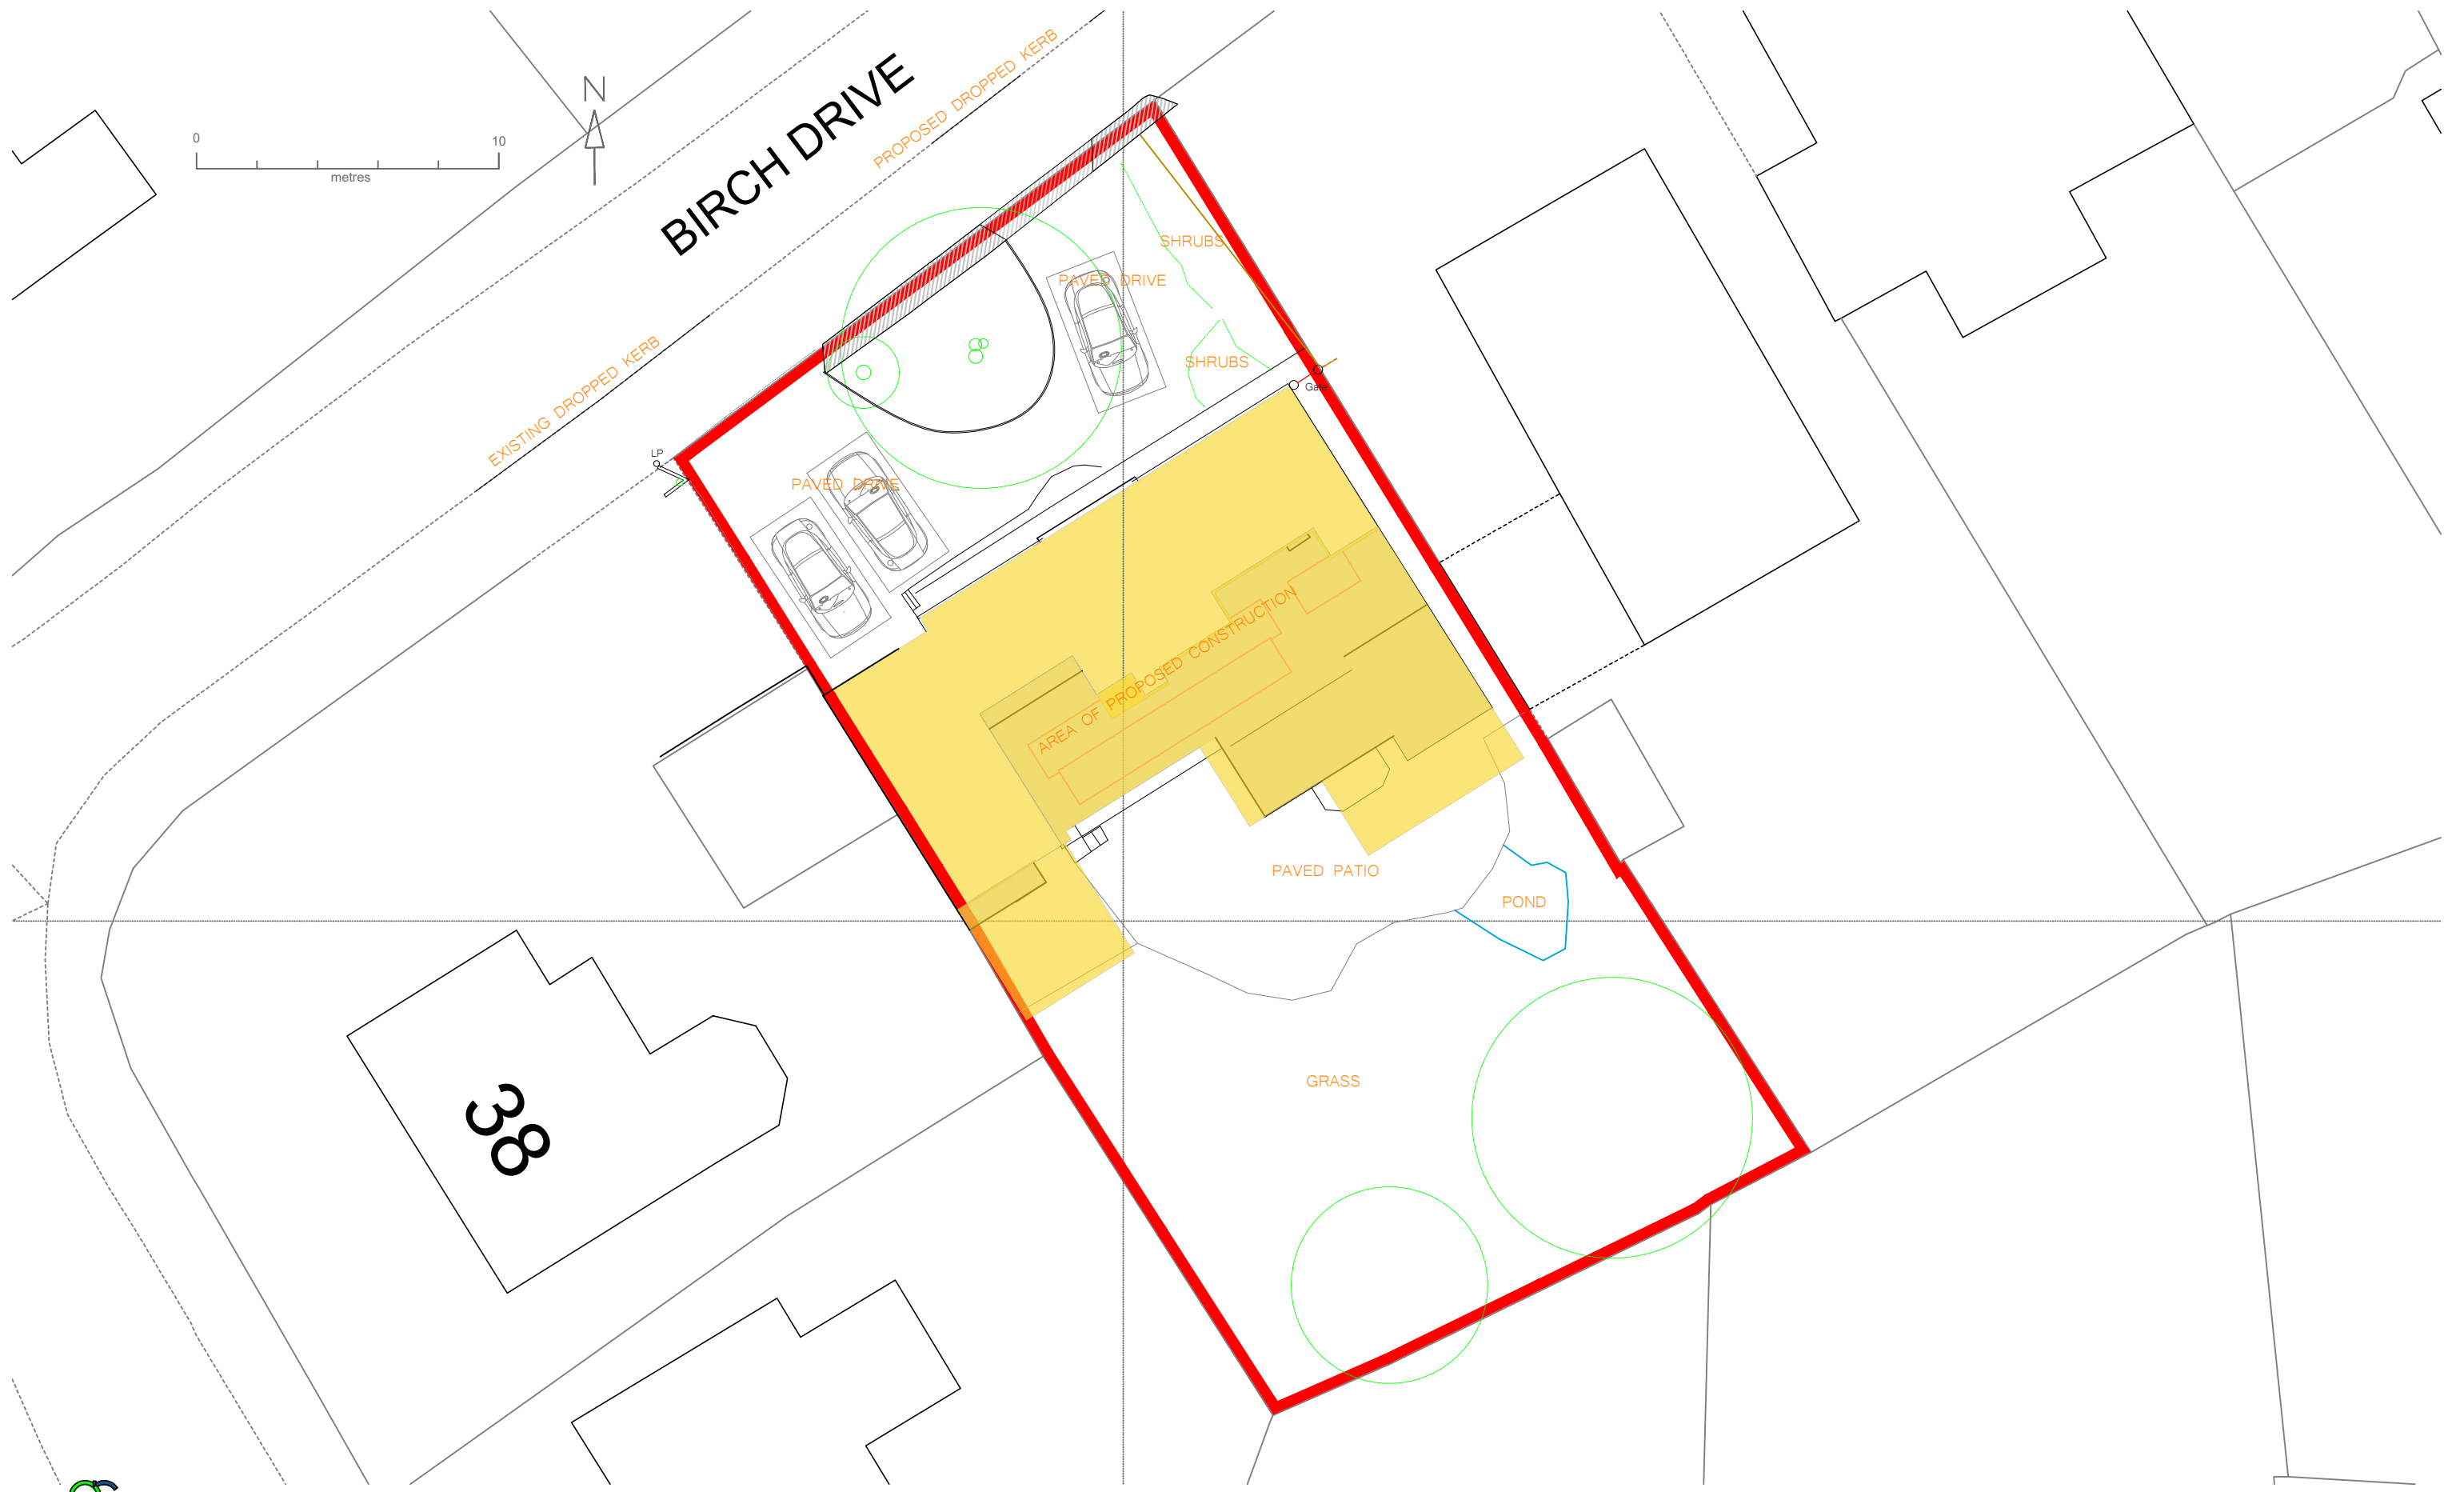 PROPOSED DROPPED KERB
BIRCH DRIVE
N
0
10
metres
SHRUBS
PAVED DRIVE
EXISTING DROPPED KERB
SHRUBS
Gate
LP
PAVED DRIVE
AREA OF PROPOSED CONSTRUCTION
PAVED PATIO
POND
GRASS
38